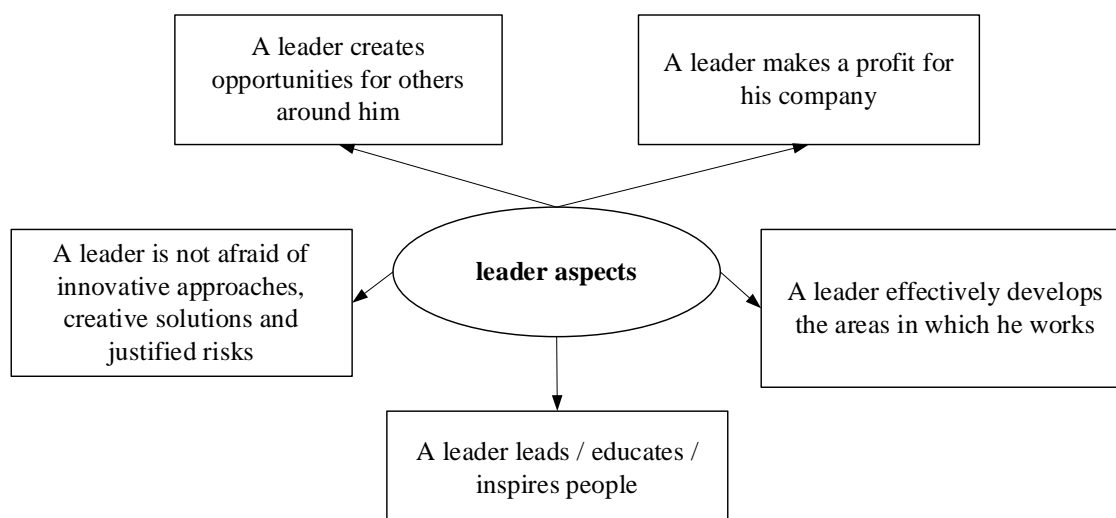 A leader creates
opportunities for others
around him
A leader makes a profit for
his company
A leader is not afraid of
innovative approaches,
creative solutions and
justified risks
leader aspects
A leader effectively develops
the areas in which he works
A leader leads / educates /
inspires people